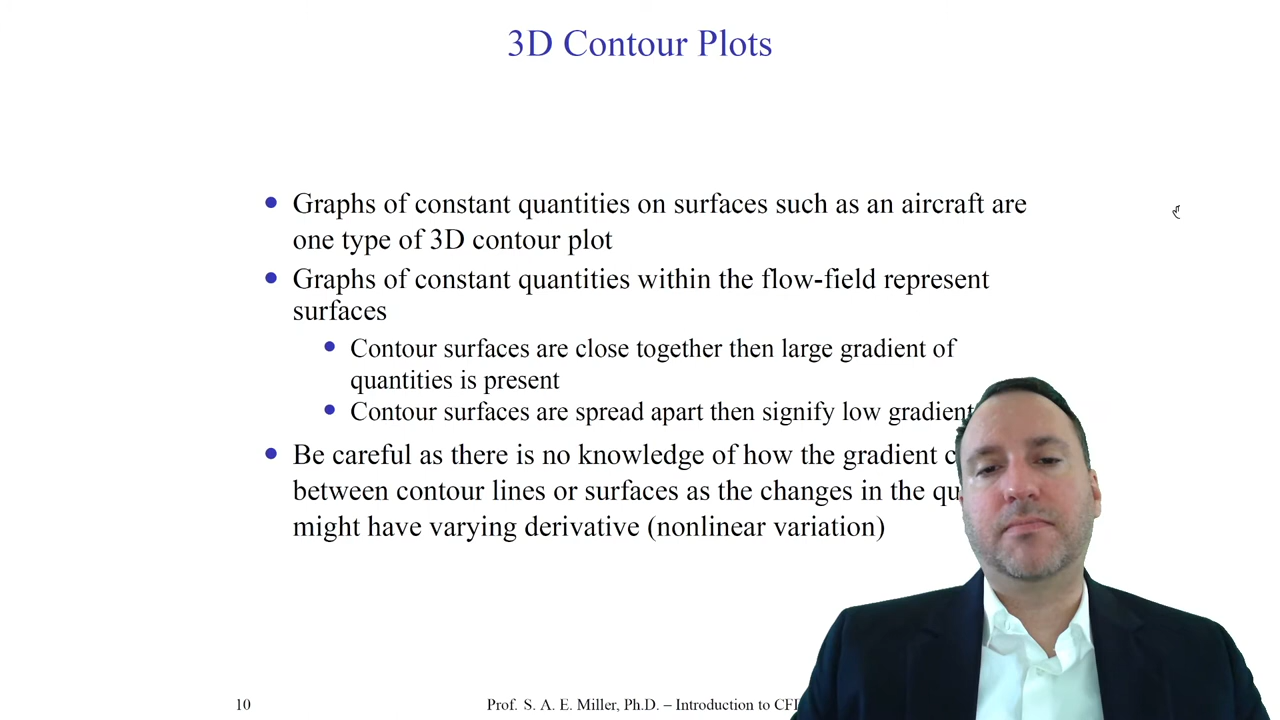 3D Contour Plots
Graphs of constant quantities on surfaces such as an aircraft are
one type of 3D contour plot
Graphs of constant quantities within the flow-field represent
surfaces
Contour surfaces are close together then large gradient of
quantities is present
Contour surfaces are spread apart then signify low gradient
Be careful as there is no knowledge of how the gradient
between contour lines or surfaces as the changes in the
might have varying derivative (nonlinear variation)
10
Prof. S. A. E. Miller, Ph.D. – Introduction to